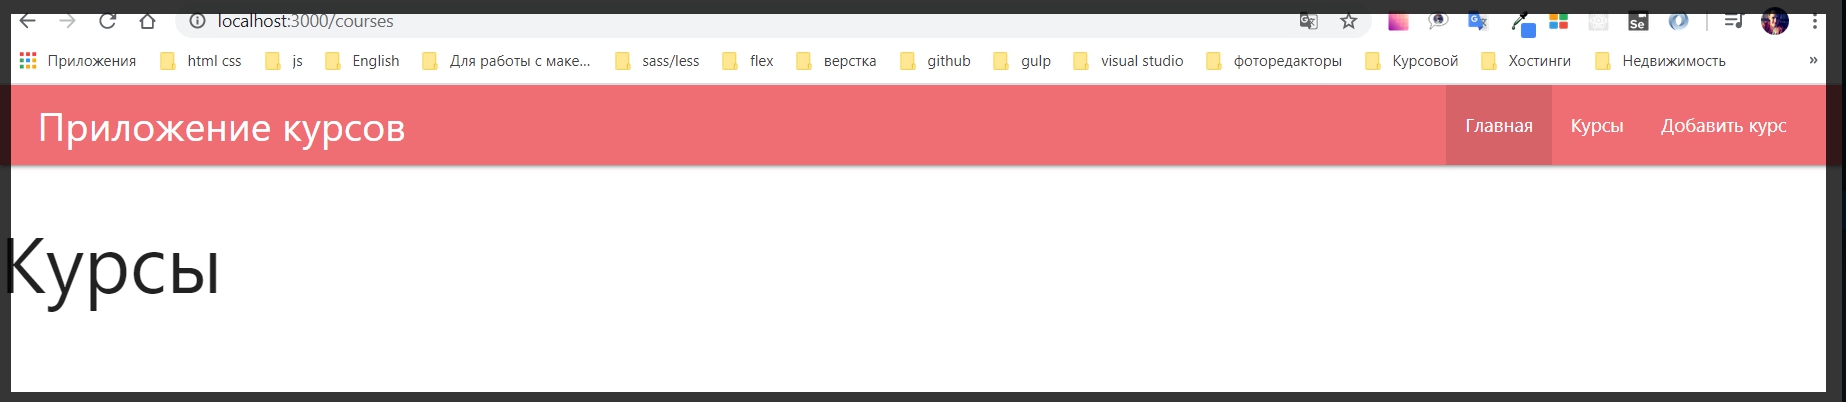 localhost:3000/courses
Приложения html css js English Для работы с маке... sass/less flex верстка github gulp visual studio фоторедакторы Курсовой Хостинги Недвижимость »
Приложение курсов Главная Курсы Добавить курс
Курсы